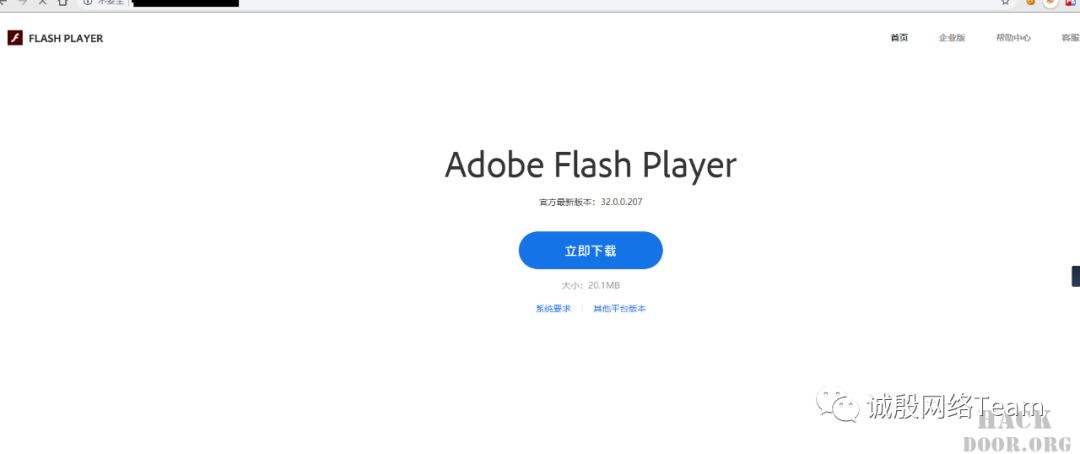 不安全
FLASH PLAYER
首页 企业版 帮助中心 客服
Adobe Flash Player
官方最新版本：32.0.0.207
立即下载
大小：20.1MB
系统要求 | 其他平台版本
诚殷网络Team
HACK
DOOR.ORG